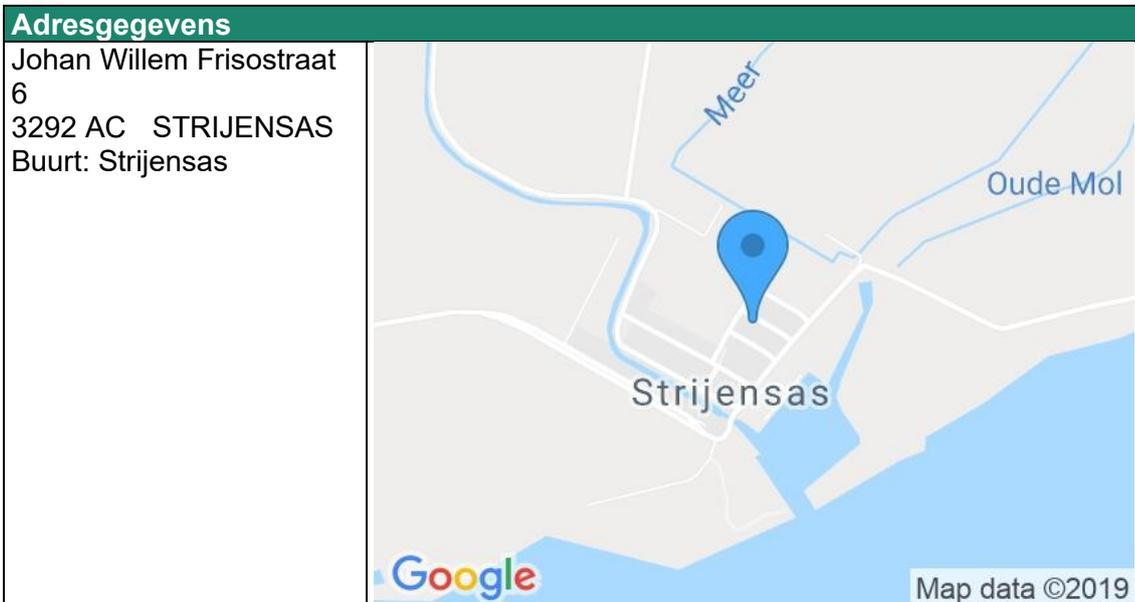 Adresgegevens
Johan Willem Frisostraat
6
3292 AC STRIJENSAS
Buurt: Strijensas
Meer
Oude Mol
Strijensas
Google
Map data ©2019